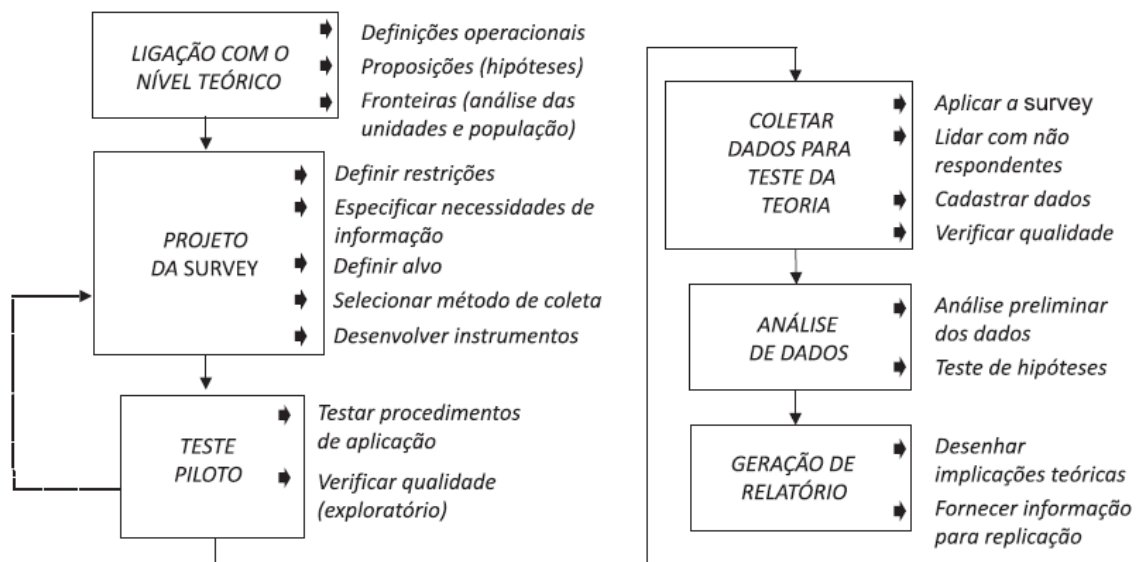 LIGAÇÃO COM O
NÍVEL TEÓRICO
Definições operacionais
Proposições (hipóteses)
Fronteiras (análise das
unidades e população)
PROJETO
DA SURVEY
Definir restrições
Especificar necessidades de
informação
Definir alvo
Selecionar método de coleta
Desenvolver instrumentos
TESTE
PILOTO
Testar procedimentos
de aplicação
Verificar qualidade
(exploratório)
COLETAR
DADOS PARA
TESTE DA
TEORIA
Aplicar a survey
Lidar com não
respondentes
Cadastrar dados
Verificar qualidade
ANÁLISE
DE DADOS
Análise preliminar
dos dados
Teste de hipóteses
GERAÇÃO DE
RELATÓRIO
Desenhar
implicações teóricas
Fornecer informação
para replicação